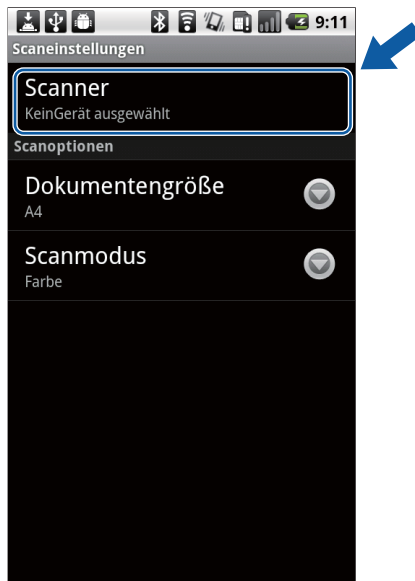 9:11
Scaneinstellungen
Scanner
KeinGerät ausgewählt
Scanoptionen
Dokumentengröße
A4
Scanmodus
Farbe